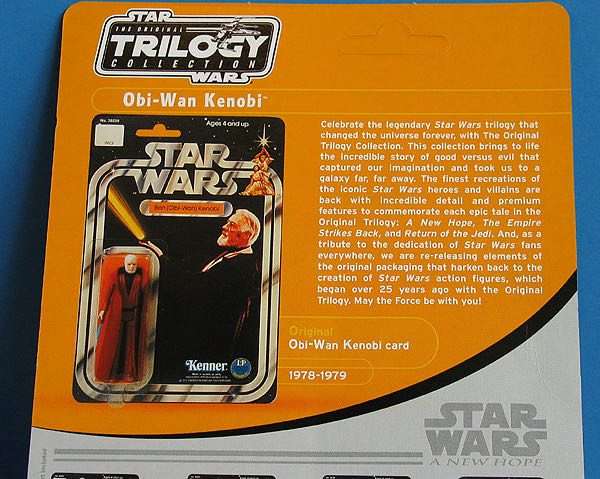 STAR
THE ORIGINAL
TRILOGY
COLLECTION
WARS
Obi-Wan Kenobi™
No. 38250
Ages 4 and up
PRICE
STAR
WARS
Ben (Obi-Wan) Kenobi
Kenner
LP
Celebrate the legendary Star Wars trilogy that
changed the universe forever, with The Original
Trilogy Collection. This collection brings to life
the incredible story of good versus evil that
captured our imagination and took us to a
galaxy far, far away. The finest recreations of
the iconic Star Wars heroes and villains are
back with incredible detail and premium
features to commemorate each epic tale in the
Original Trilogy: A New Hope, The Empire
Strikes Back, and Return of the Jedi. And, as a
tribute to the dedication of Star Wars fans
everywhere, we are re-releasing elements of
the original packaging that harken back to the
creation of Star Wars action figures, which
began over 25 years ago with the Original
Trilogy. May the Force be with you!
Original
Obi-Wan Kenobi card
1978-1979
STAR
WARS
A NEW HOPE